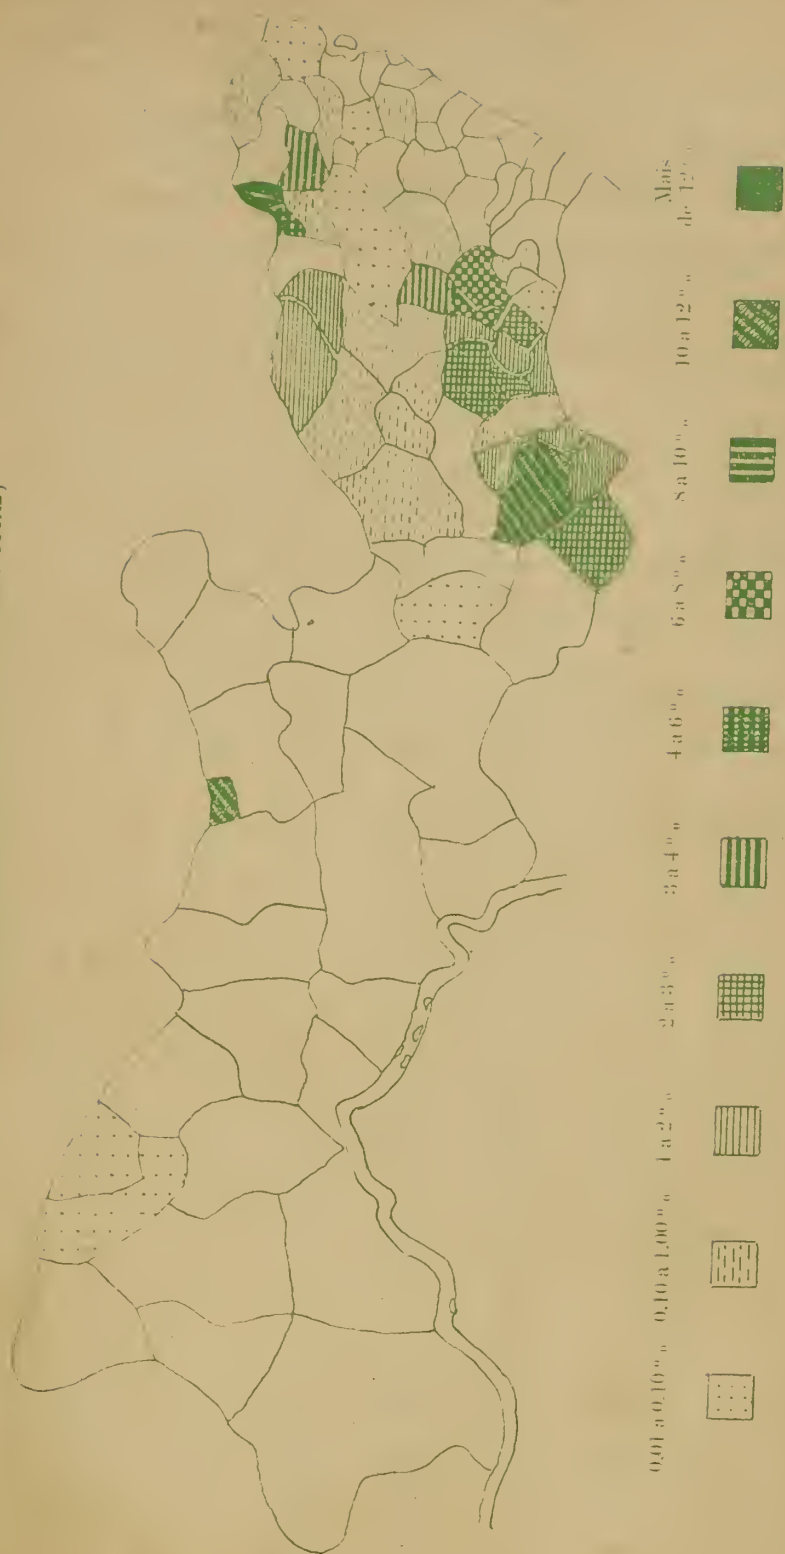 Mais
de 12 %
10 a 12 %
8 a 10 %
6 a 8 %
4 a 6 %
3 a 4 %
2 a 3 %
1 a 2 %
0,10 a 1,00 %
0,01 a 0,10 %